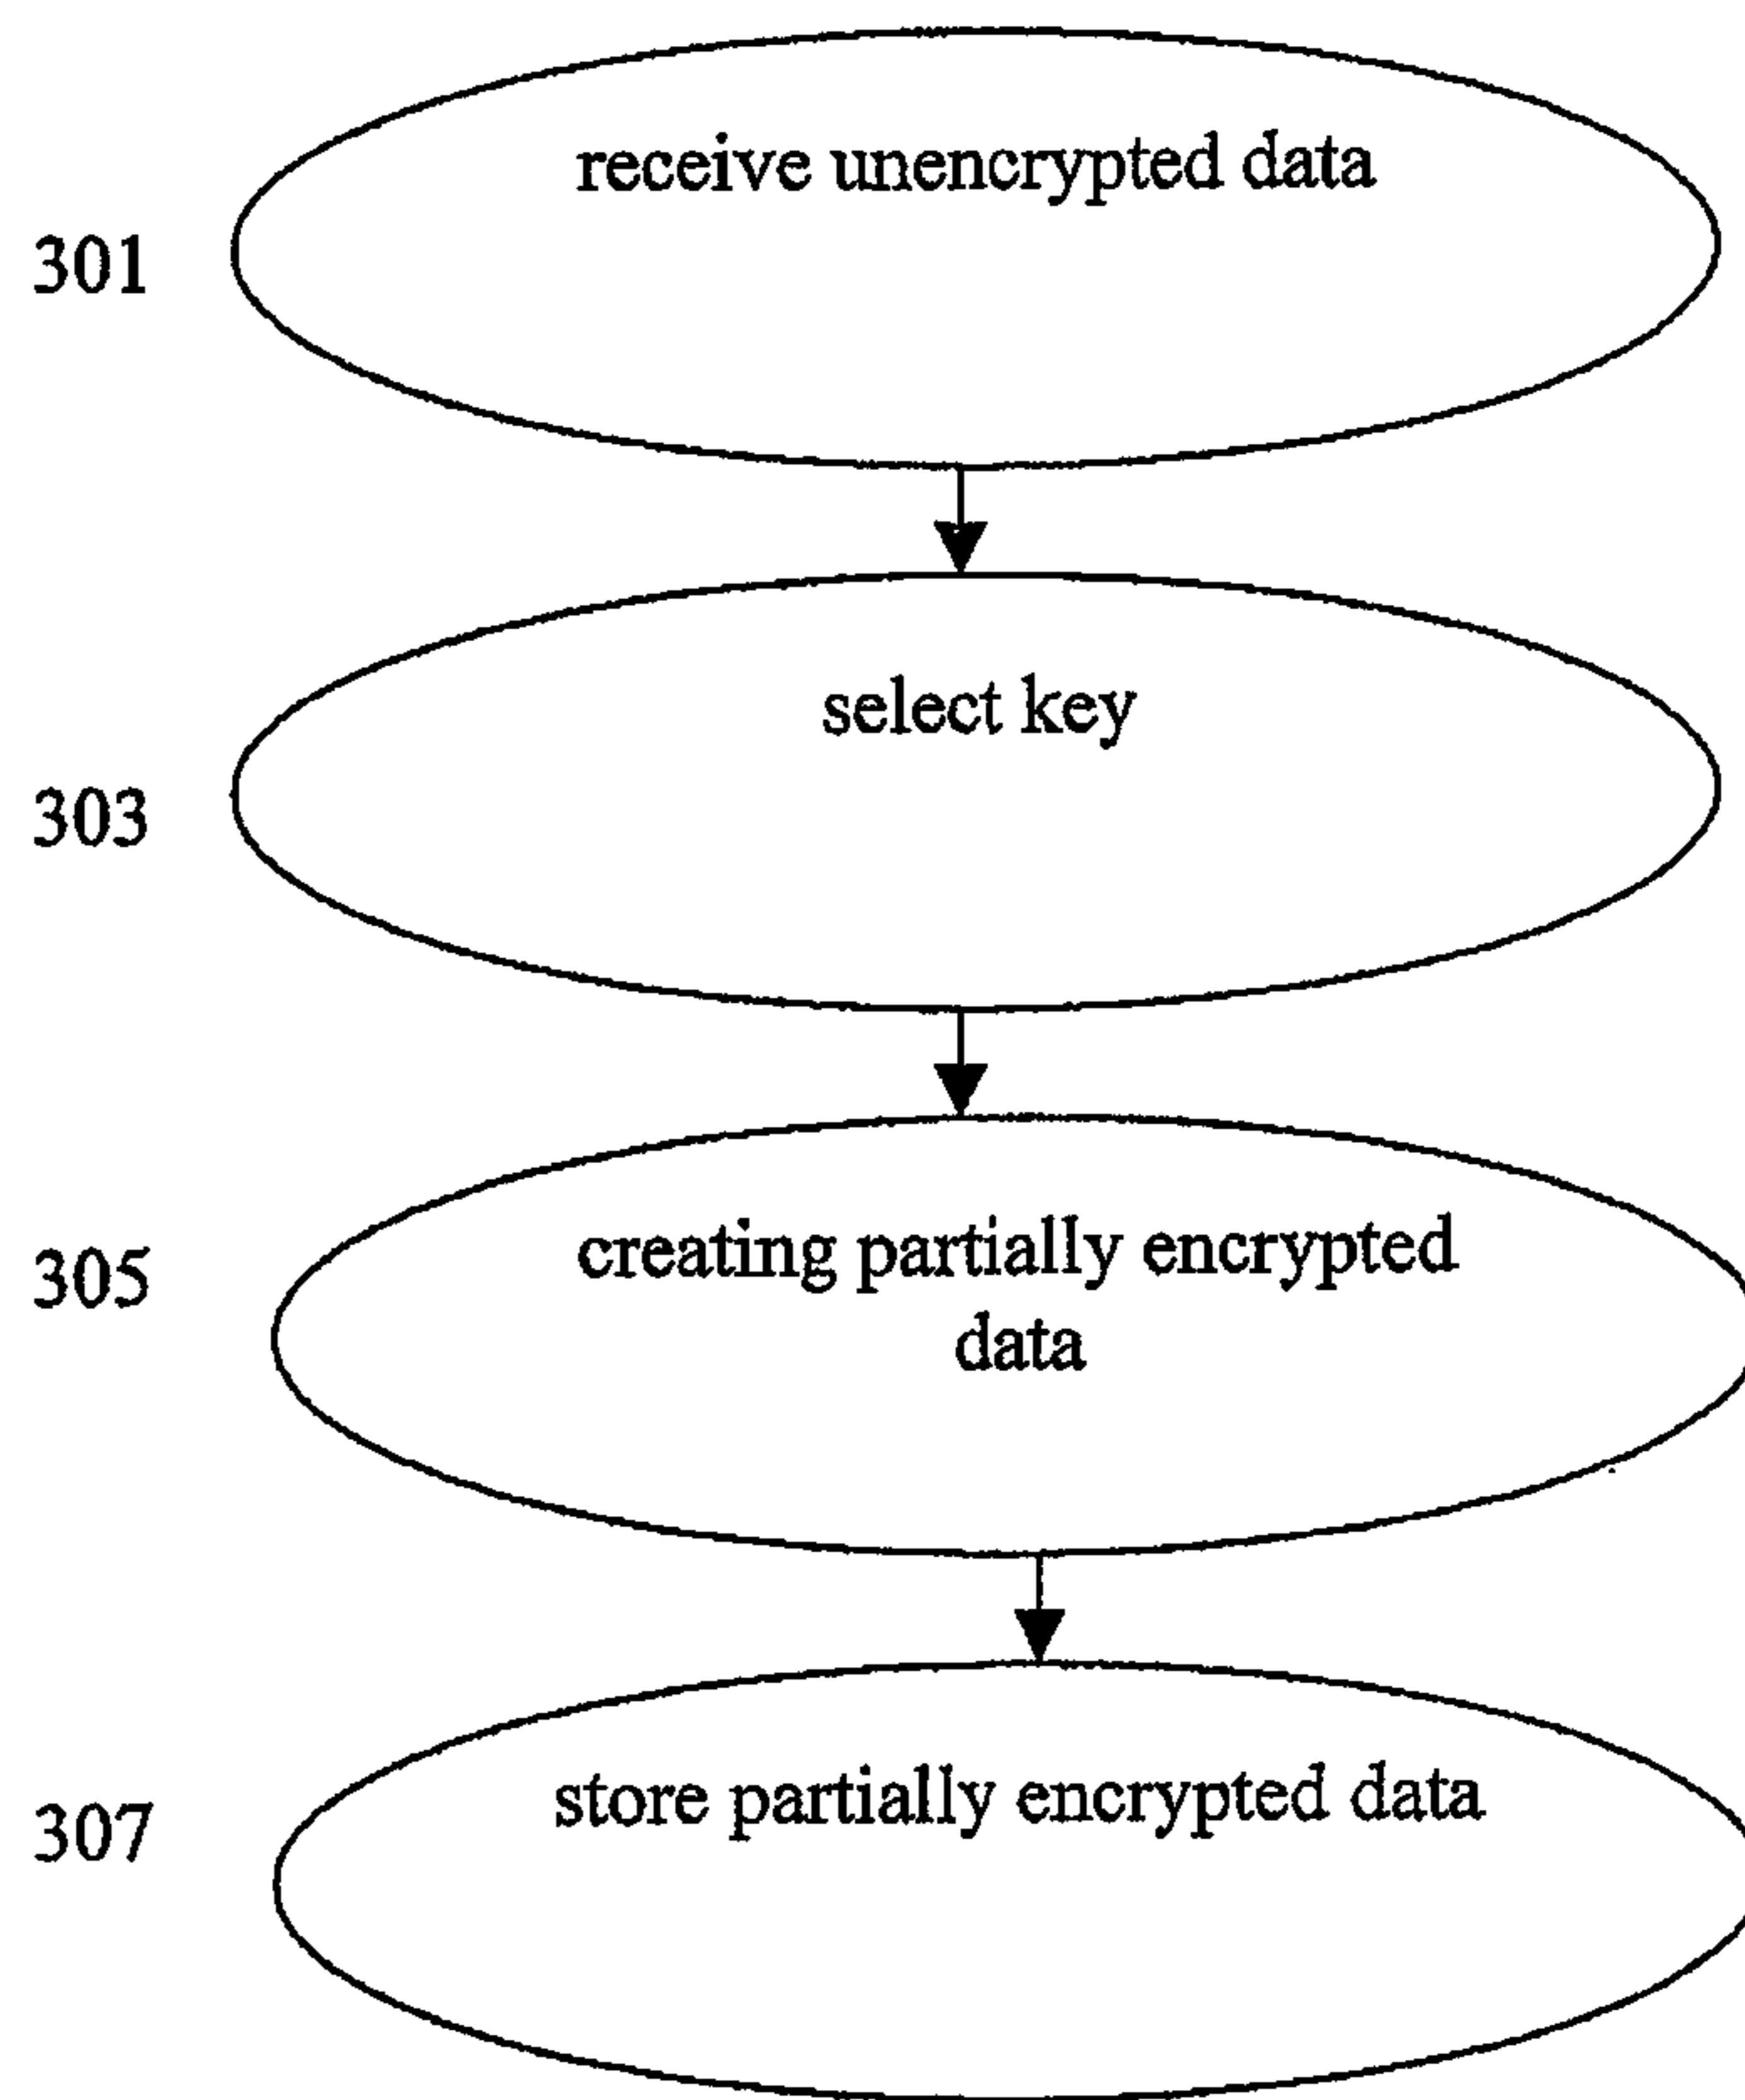 receive unencrypted data
301
select key
303
creating partially encrypted
305
data
store partially encrypted data
307